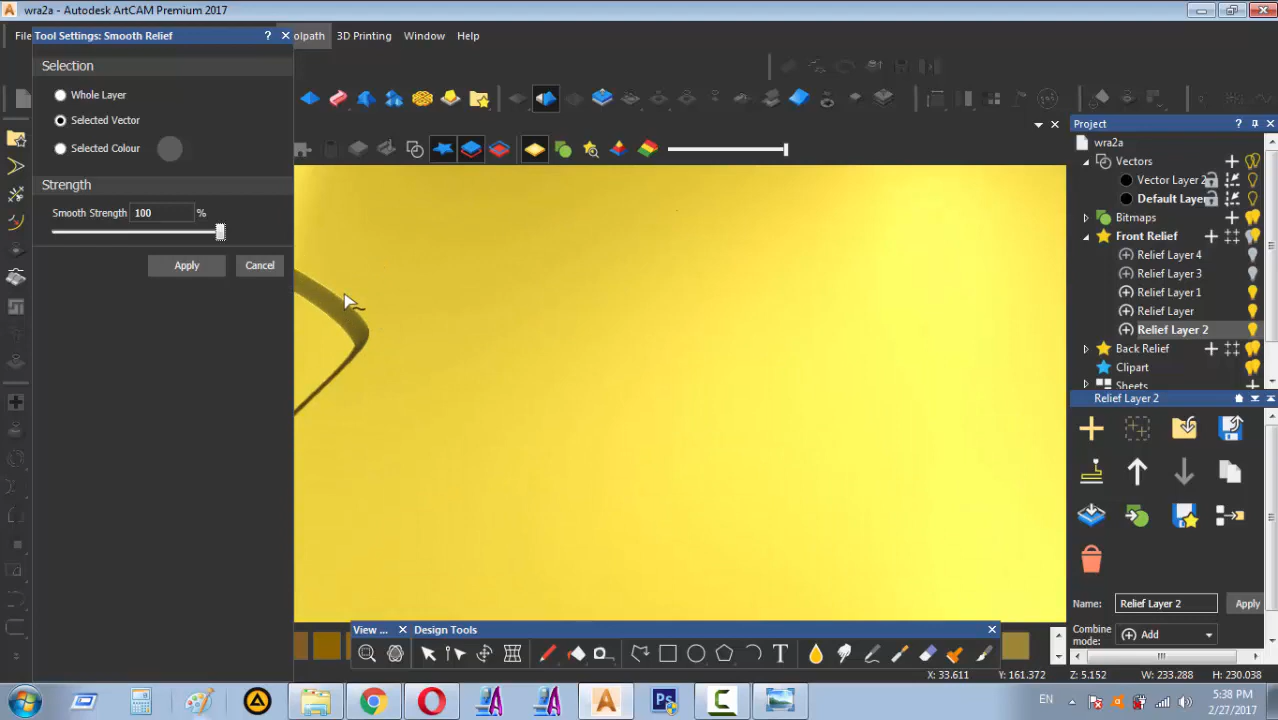 wra2a - Autodesk ArtCAM Premium 2017
File
Tool Settings: Smooth Relief
?
olpath
3D Printing
Window
Help
Selection
Whole Layer
Selected Vector
Selected Colour
Strength
Smooth Strength 100 %
Apply
Cancel
Project
?
wra2a
Vectors
Vector Layer 2
Default Laye
Bitmaps
Front Relief
Relief Layer 4
Relief Layer 3
Relief Layer 1
Relief Layer
Relief Layer 2
Back Relief
Clipart
Sheets
Relief Layer 2
Name: Relief Layer 2 Apply
Combine mode: Add
View ...
Design Tools
X: 33.611
Y: 161.372
Z: 5.152
W: 233.288
H: 230.038
EN
5:38 PM
2/27/2017